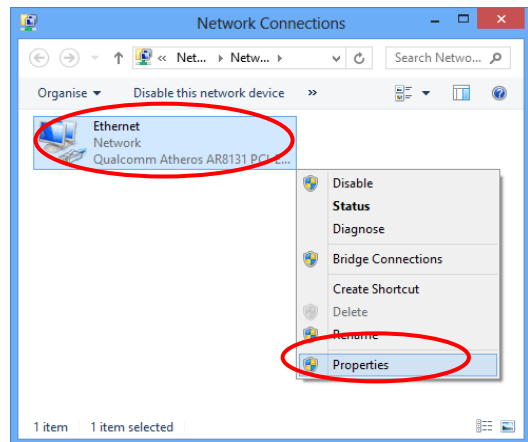 Network Connections
« Net... Netw...
Search Netwo...
Organise
Disable this network device
»
Ethernet
Network
Qualcomm Atheros AR8131 PCI-E...
Disable
Status
Diagnose
Bridge Connections
Create Shortcut
Delete
Rename
Properties
1 item
1 item selected